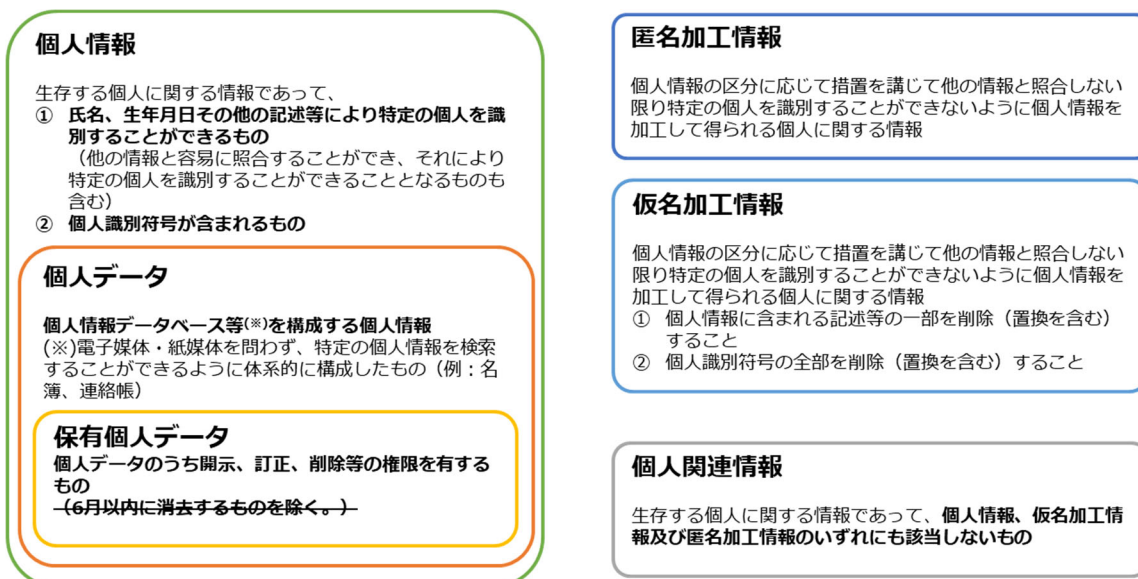 個人情報
生存する個人に関する情報であって、
① 氏名、生年月日その他の記述等により特定の個人を識
別することができるもの
（他の情報と容易に照合することができ、それにより
特定の個人を識別することができることとなるものも
含む）
② 個人識別符号が含まれるもの
個人データ
個人情報データベース等(※)を構成する個人情報
(※)電子媒体・紙媒体を問わず、特定の個人情報を検索
することができるように体系的に構成したもの（例：名
簿、連絡帳）
保有個人データ
個人データのうち開示、訂正、削除等の権限を有する
もの
（6月以内に消去するものを除く。）
匿名加工情報
個人情報の区分に応じて措置を講じて他の情報と照合しない
限り特定の個人を識別することができないように個人情報を
加工して得られる個人に関する情報
仮名加工情報
個人情報の区分に応じて措置を講じて他の情報と照合しない
限り特定の個人を識別することができないように個人情報を
加工して得られる個人に関する情報
① 個人情報に含まれる記述等の一部を削除（置換を含む）
すること
② 個人識別符号の全部を削除（置換を含む）すること
個人関連情報
生存する個人に関する情報であって、個人情報、仮名加工情
報及び匿名加工情報のいずれにも該当しないもの